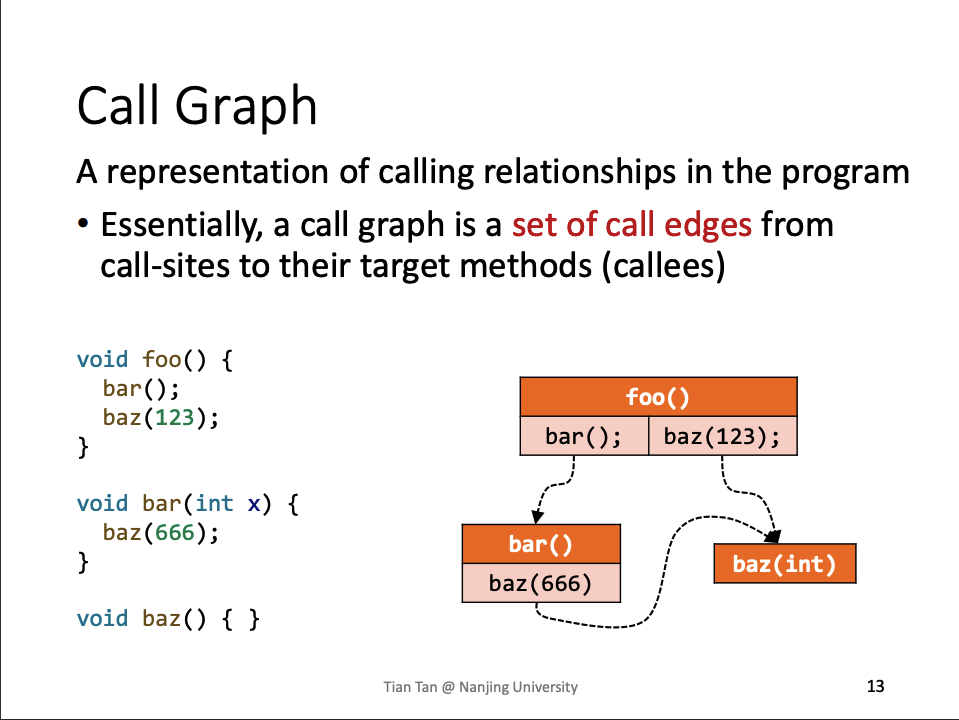 Call Graph
A representation of calling relationships in the program
• Essentially, a call graph is a set of call edges from
call-sites to their target methods (callees)
void foo() {
bar();
baz(123);
}
void bar(int x) {
baz(666);
}
void baz() { }
foo()
bar(); baz(123);
bar()
baz(666)
baz(int)
Tian Tan @ Nanjing University
13